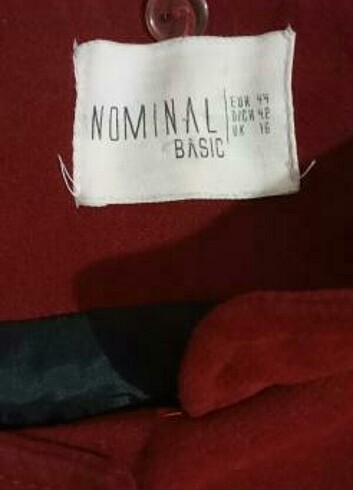 NOMINAL
BASIC
EUR 44
D/CH 42
UK 16